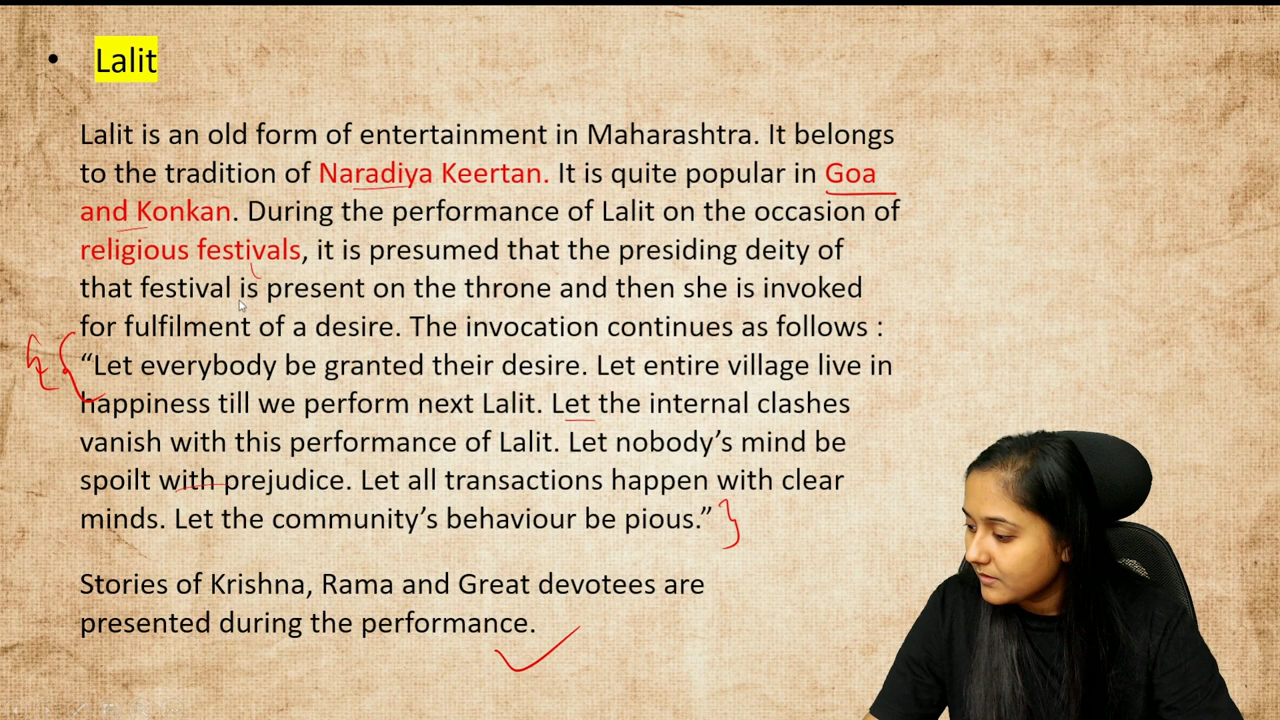 • Lalit
Lalit is an old form of entertainment in Maharashtra. It belongs
to the tradition of Naradiya Keertan. It is quite popular in Goa
and Konkan. During the performance of Lalit on the occasion of
religious festivals, it is presumed that the presiding deity of
that festival is present on the throne and then she is invoked
for fulfilment of a desire. The invocation continues as follows :
“Let everybody be granted their desire. Let entire village live in
happiness till we perform next Lalit. Let the internal clashes
vanish with this performance of Lalit. Let nobody’s mind be
spoilt with prejudice. Let all transactions happen with clear
minds. Let the community’s behaviour be pious.”
Stories of Krishna, Rama and Great devotees are
presented during the performance.